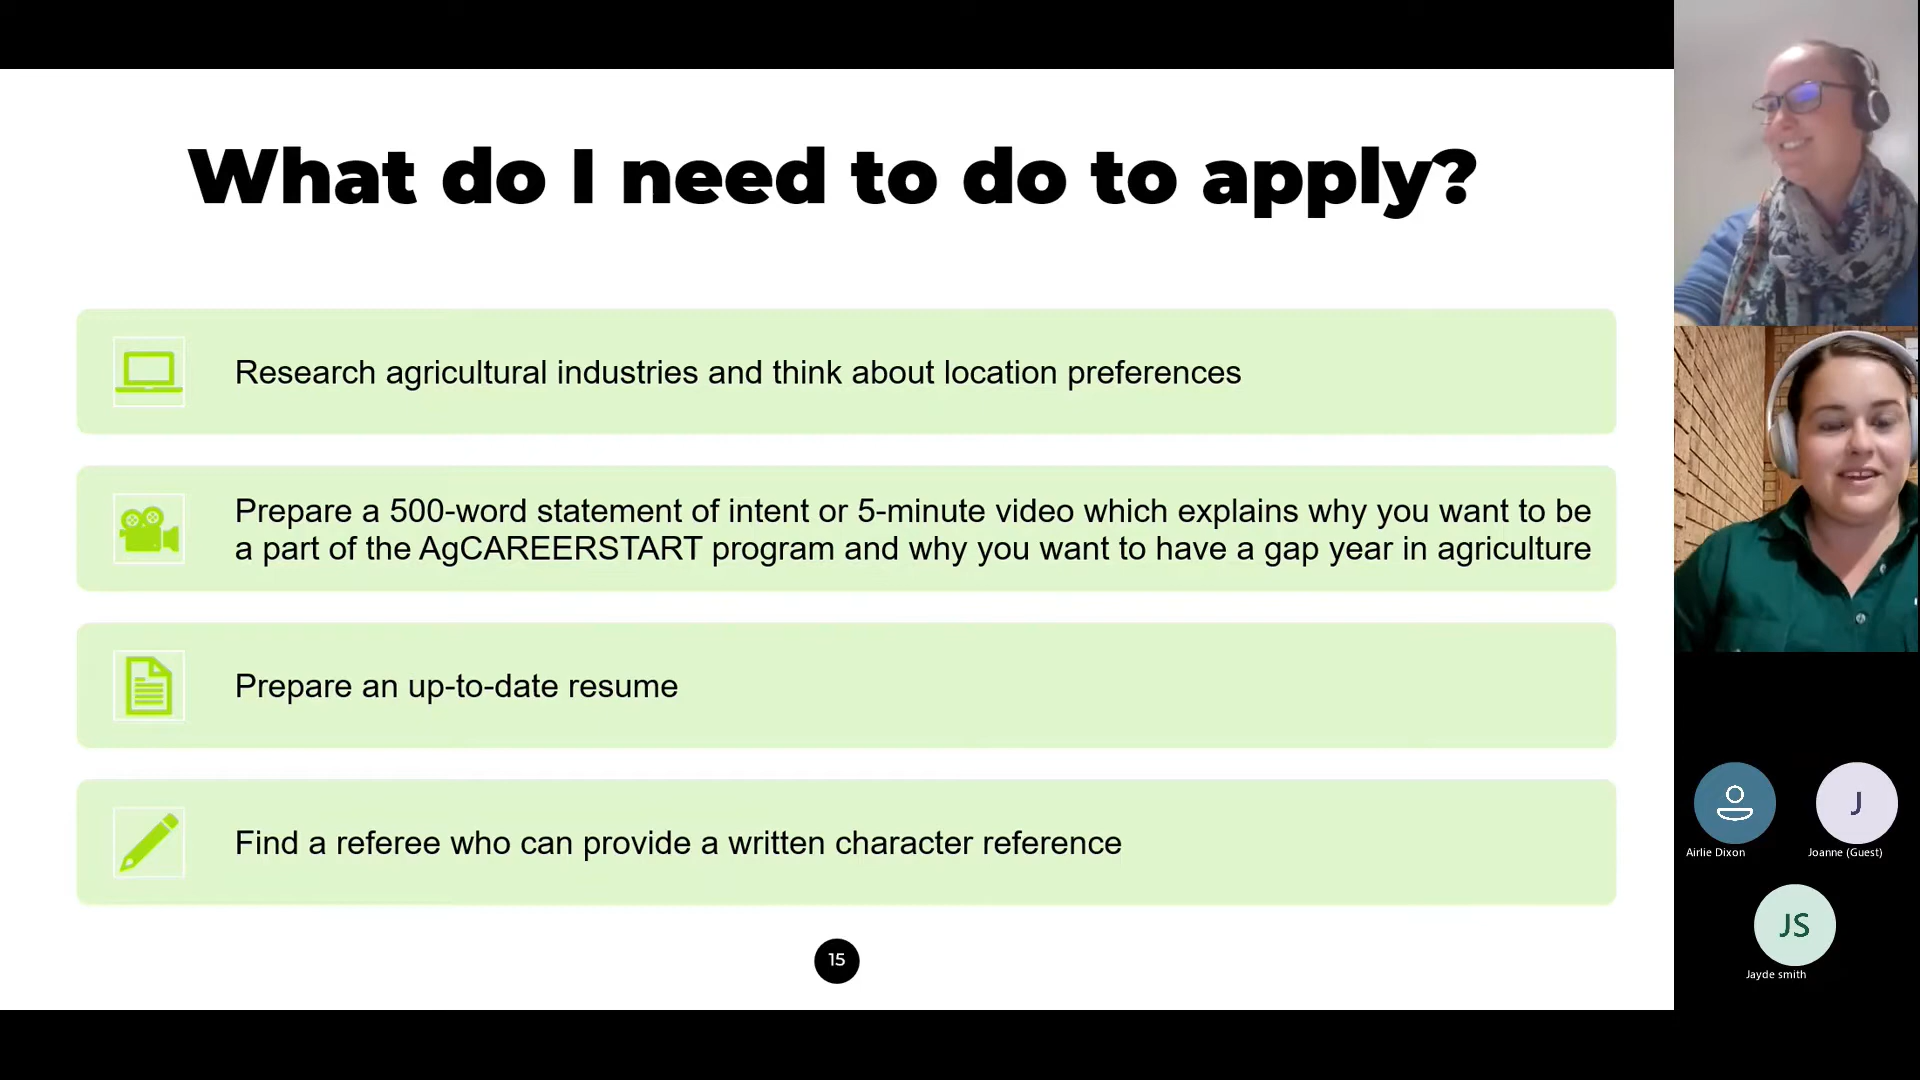 What do I need to do to apply?
Research agricultural industries and think about location preferences
Prepare a 500-word statement of intent or 5-minute video which explains why you want to be
a part of the AgCAREERSTART program and why you want to have a gap year in agriculture
Prepare an up-to-date resume
Find a referee who can provide a written character reference
15
J
Airlie Dixon
Joanne (Guest)
JS
Jayde smith